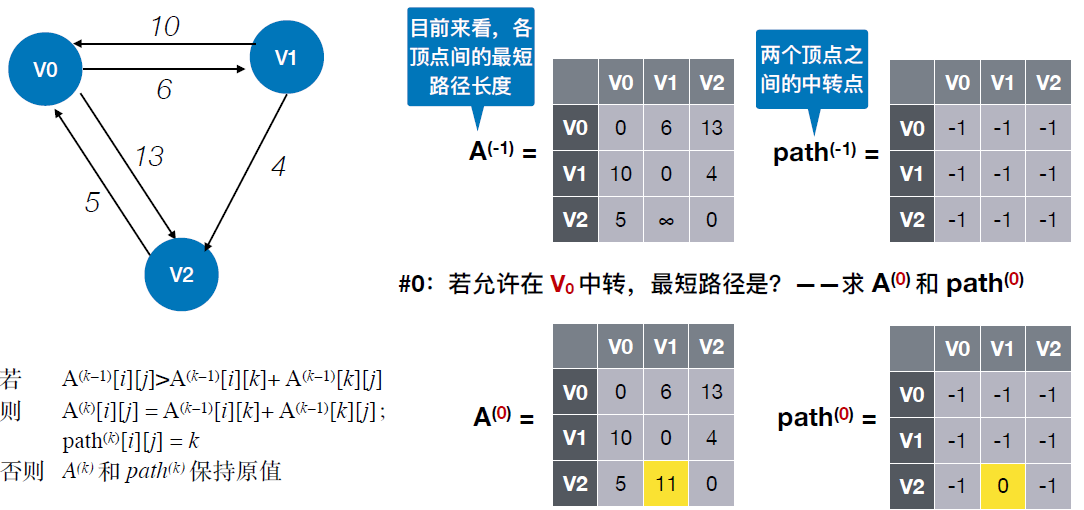 10
V0
V1
6
13
4
5
V2
目前来看，各
顶点间的最短
路径长度
A(-1) =
V0 V1 V2
V0 0 6 13
V1 10 0 4
V2 5 ∞ 0
两个顶点之
间的中转点
path(-1) =
V0 V1 V2
V0 -1 -1 -1
V1 -1 -1 -1
V2 -1 -1 -1
#0：若允许在 V0 中转，最短路径是？——求 A(0) 和 path(0)
若 A(k–1)[i][j]>A(k–1)[i][k]+ A(k–1)[k][j]
则 A(k)[i][j] = A(k–1)[i][k]+ A(k–1)[k][j] ;
path(k)[i][j] = k
否则 A(k) 和 path(k) 保持原值
A(0) =
V0 V1 V2
V0 0 6 13
V1 10 0 4
V2 5 11 0
path(0) =
V0 V1 V2
V0 -1 -1 -1
V1 -1 -1 -1
V2 -1 0 -1